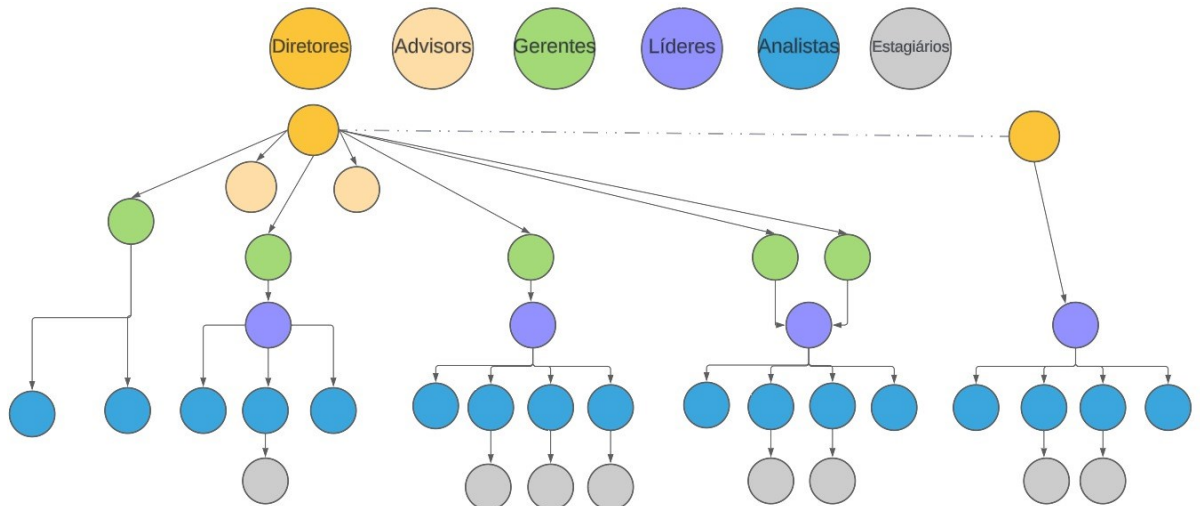 Diretores
Advisors
Gerentes
Líderes
Analistas
Estagiários